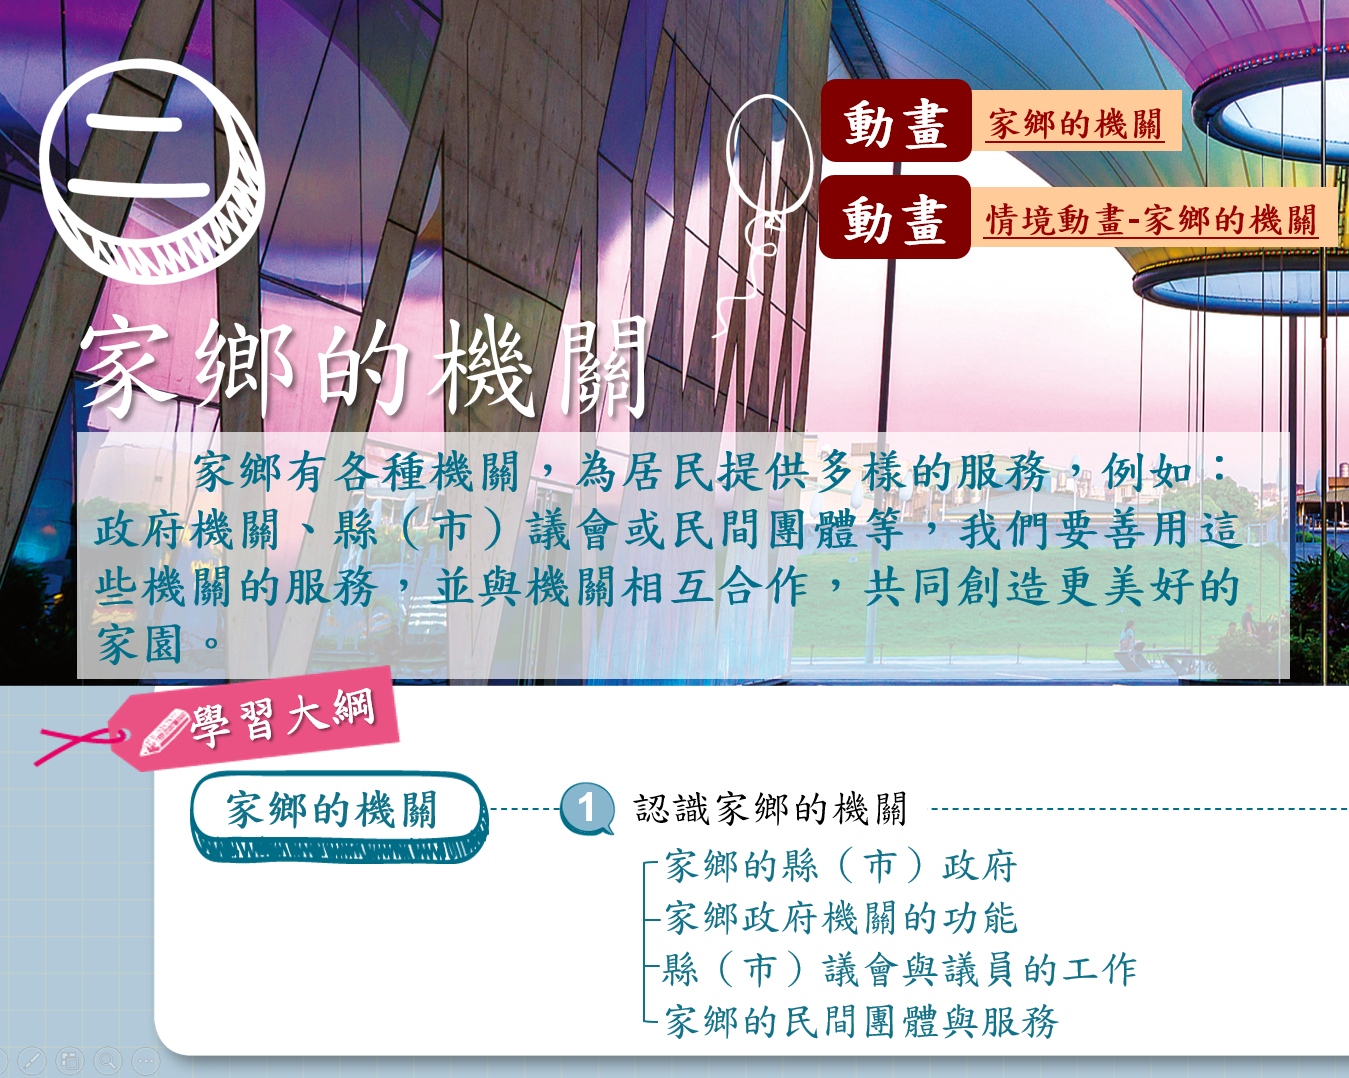 二
動畫 家鄉的機關
動畫 情境動畫-家鄉的機關
家鄉的機關
家鄉有各種機關，為居民提供多樣的服務，例如：
政府機關、縣（市）議會或民間團體等，我們要善用這
些機關的服務，並與機關相互合作，共同創造更美好的
家園。
學習大綱
家鄉的機關
1 認識家鄉的機關
家鄉的縣（市）政府
家鄉政府機關的功能
縣（市）議會與議員的工作
家鄉的民間團體與服務